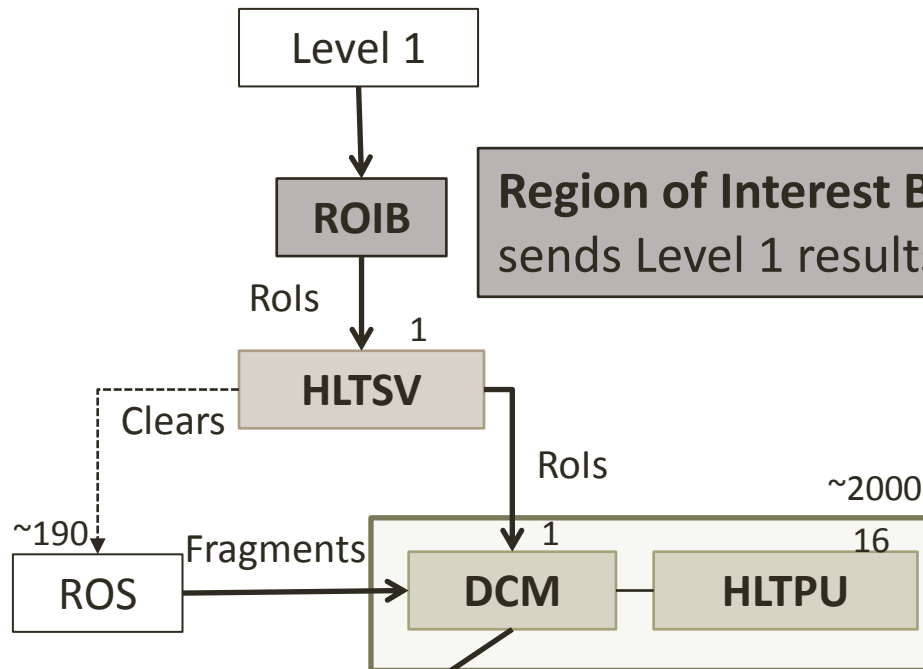 Level 1
ROIB
Region of Interest
sends Level 1
RoIs
1
HLTSV
Clears
RoIs
~2000
~190
Fragments
1
16
ROS
DCM
HLTPU